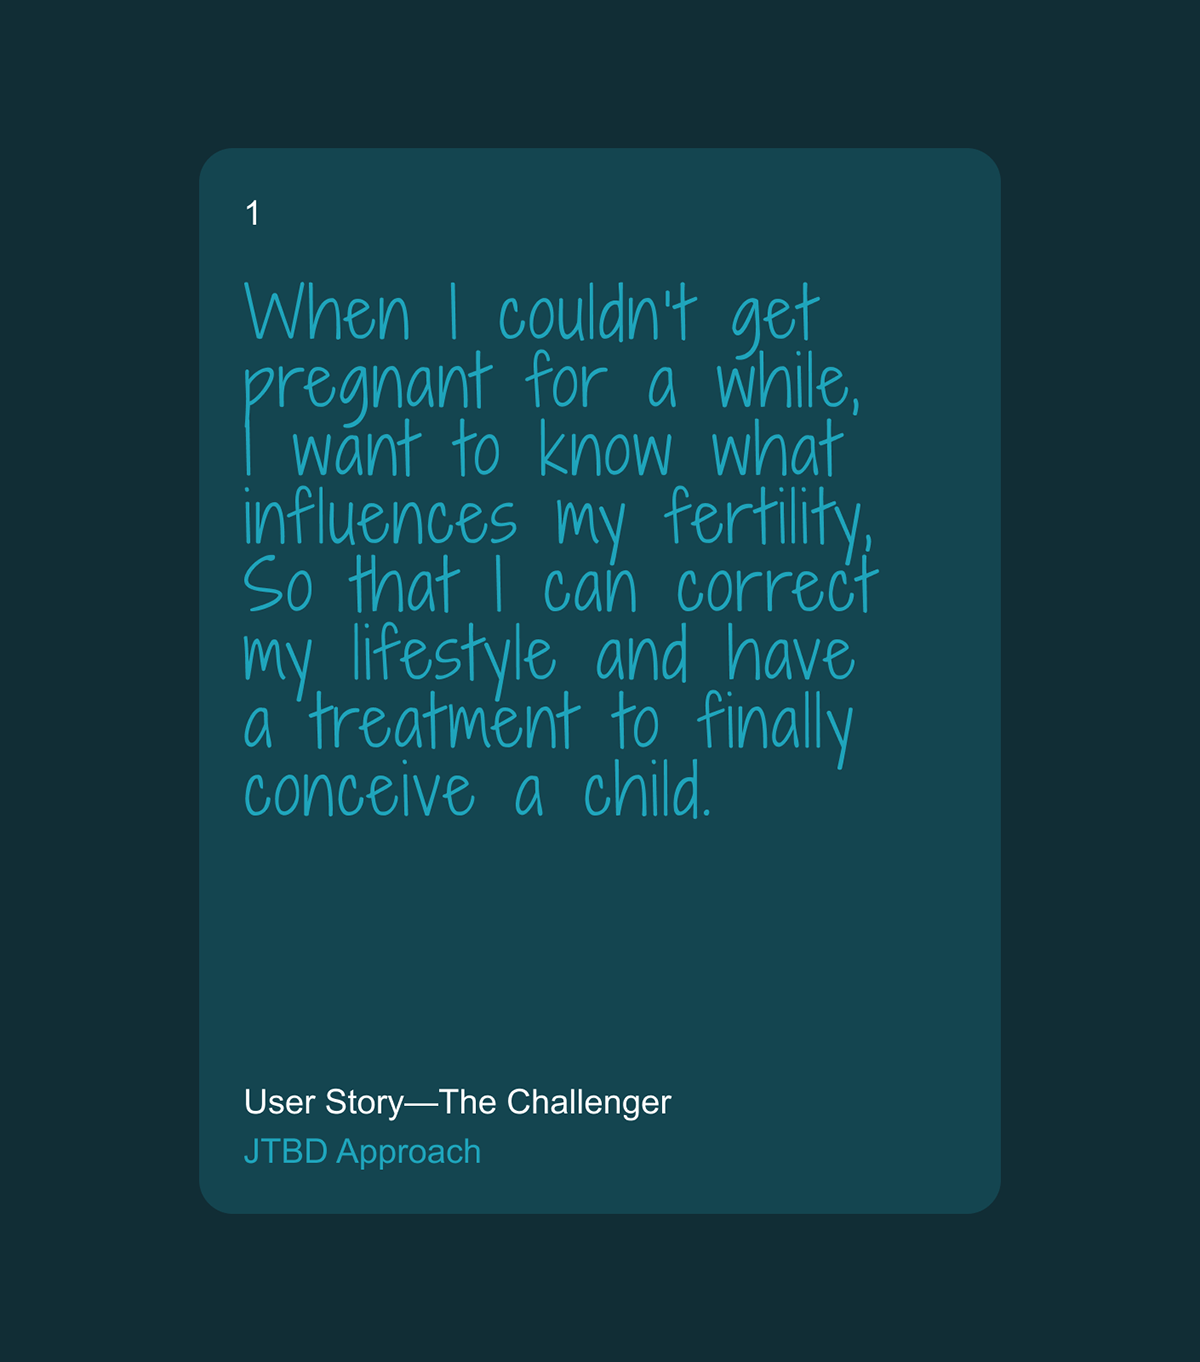 1
When I couldn't get
pregnant for a while,
I want to know what
influences my fertility,
So that I can correct
my lifestyle and have
a treatment to finally
conceive a child.
User Story—The Challenger
JTBD Approach